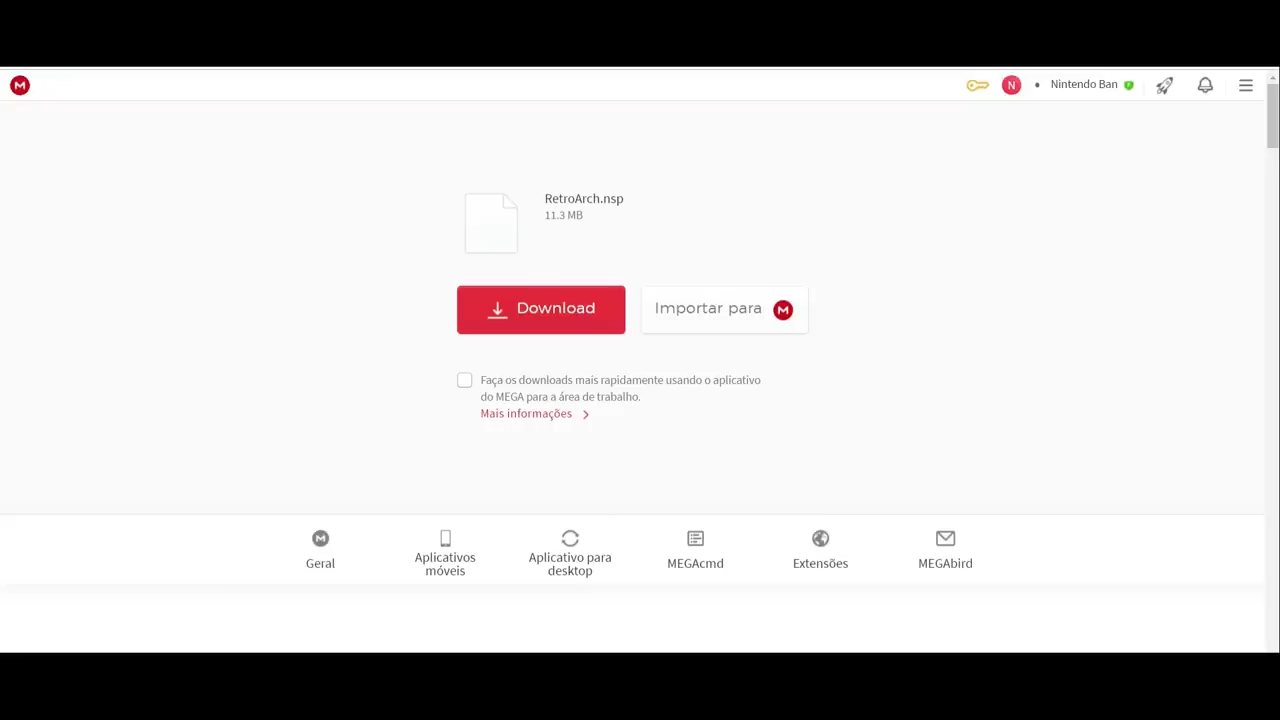 M
N
Nintendo Ban
RetroArch.nsp
11.3 MB
Download
Importar para M
Faça os downloads mais rapidamente usando o aplicativo
do MEGA para a área de trabalho.
Mais informações
M
Geral
Aplicativos
móveis
Aplicativo para
desktop
MEGAcmd
Extensões
MEGAbird